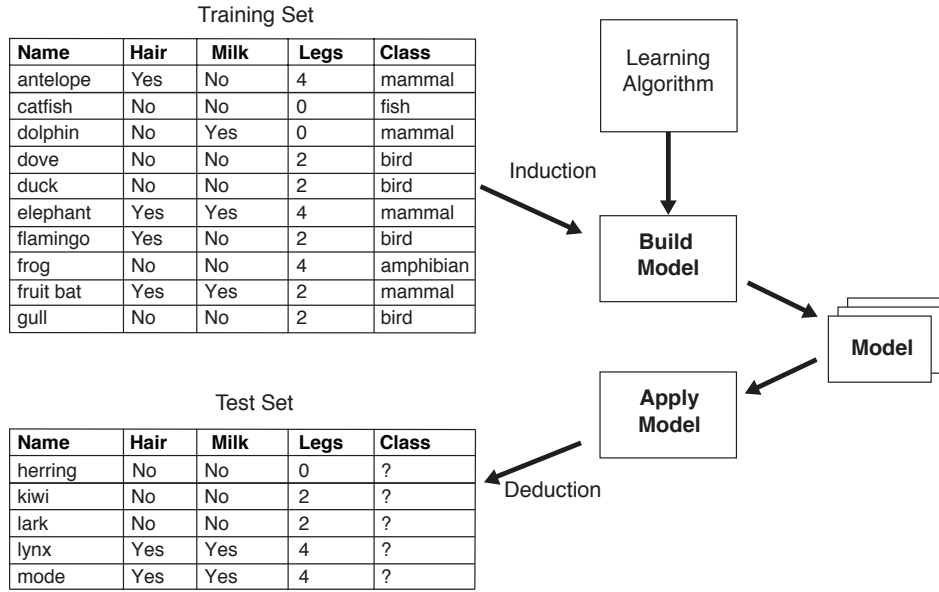 Training Set
Name Hair Milk Legs Class
antelope Yes No 4 mammal
catfish No No 0 fish
dolphin No Yes 0 mammal
dove No No 2 bird
duck No No 2 bird
elephant Yes Yes 4 mammal
flamingo Yes No 2 bird
frog No No 4 amphibian
fruit bat Yes Yes 2 mammal
gull No No 2 bird
Learning
Algorithm
Induction
Build
Model
Model
Apply
Model
Deduction
Test Set
Name Hair Milk Legs Class
herring No No 0 ?
kiwi No No 2 ?
lark No No 2 ?
lynx Yes Yes 4 ?
mode Yes Yes 4 ?